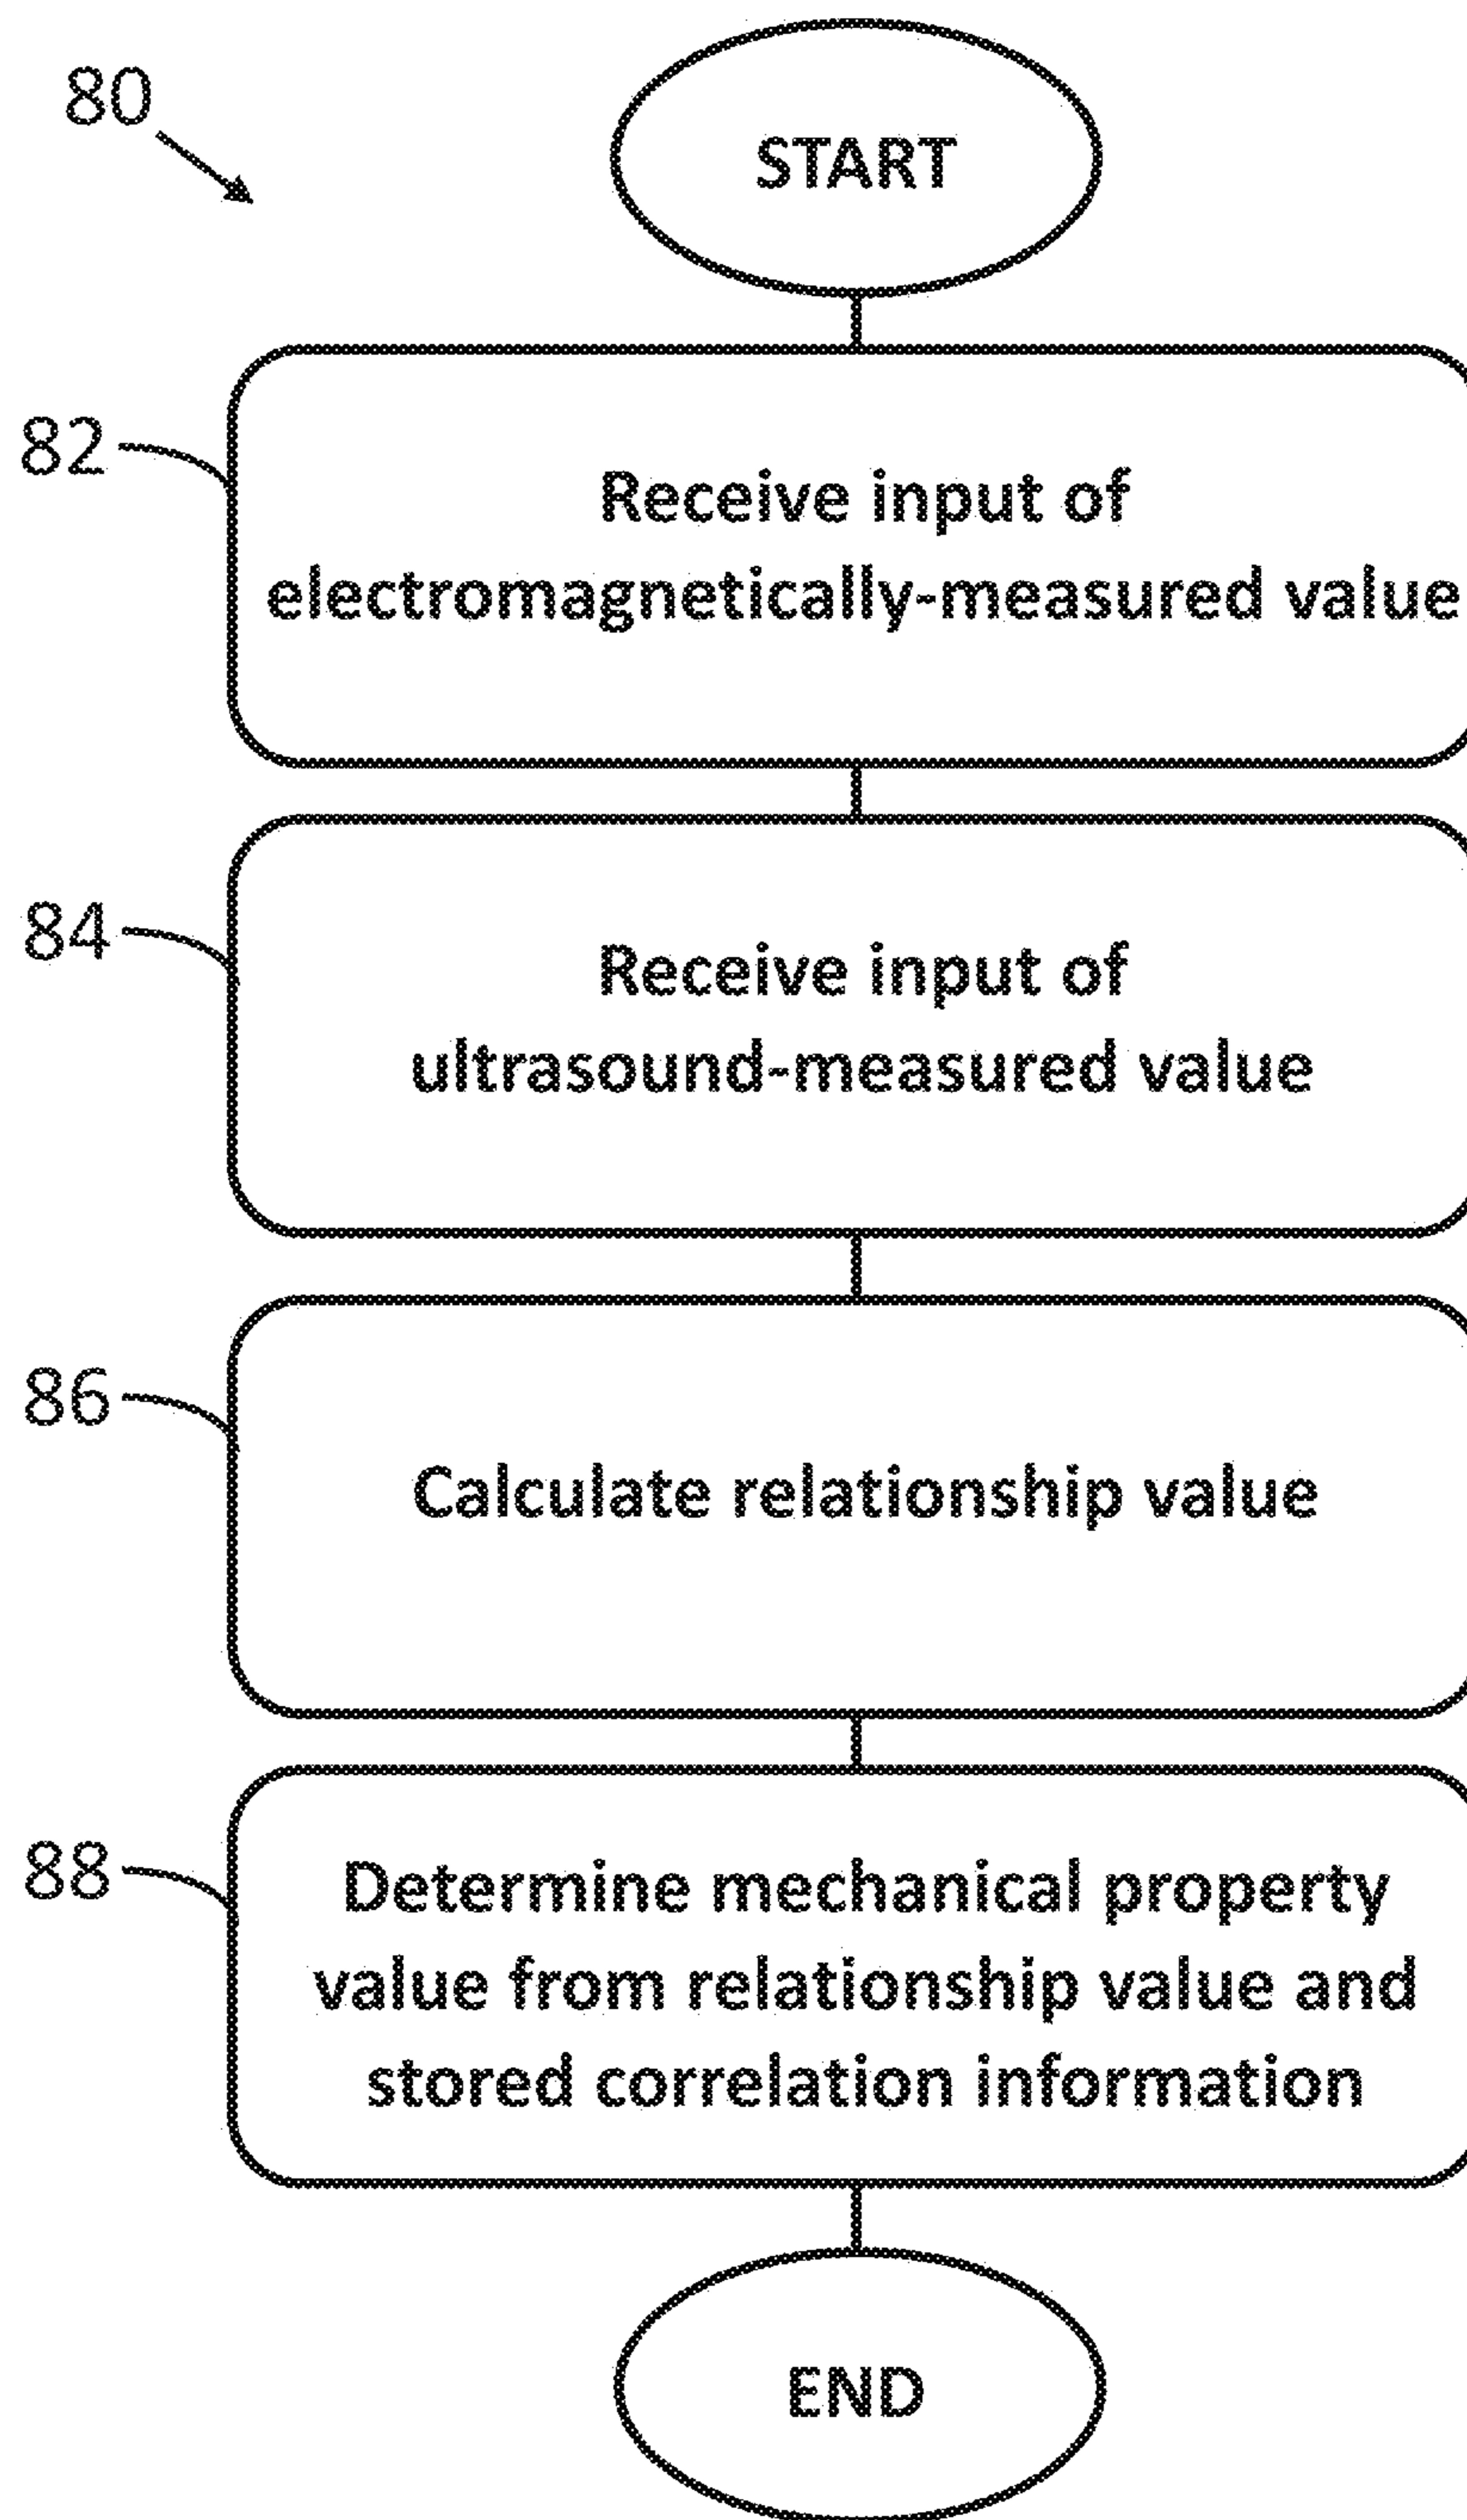 80
START
82
Receive input of
electromagnetically-measured value
84
Receive input of
ultrasound-measured value
86
Calculate relationship value
88
Determine mechanical property
value from relationship value and
stored correlation information
END